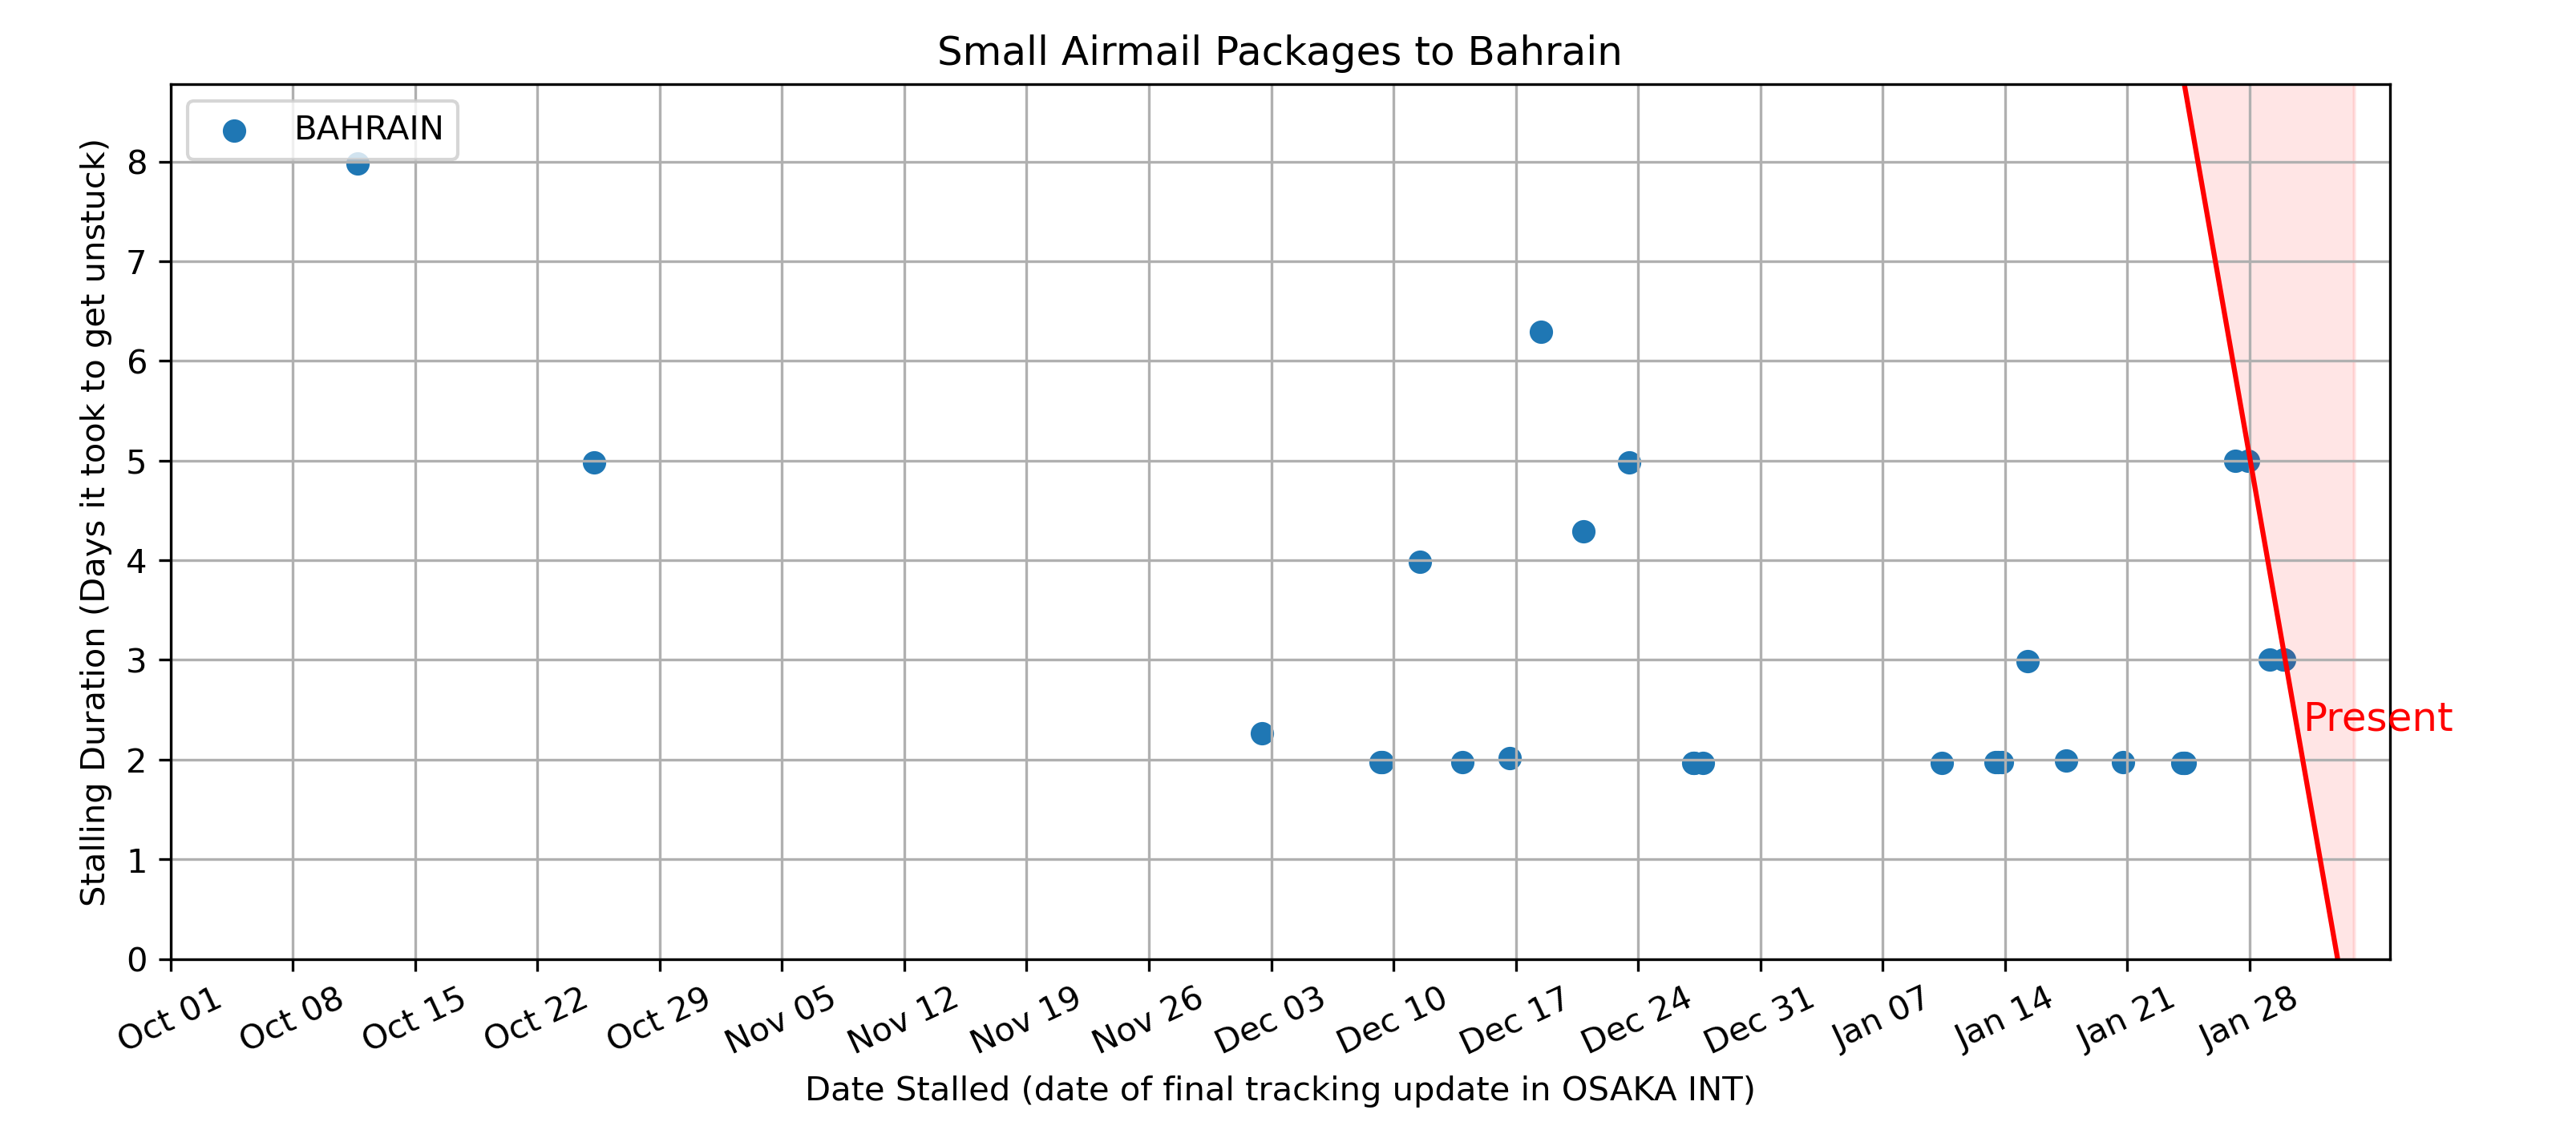 Small Airmail Packages to Bahrain
BAHRAIN
Stalling Duration (Days it took to get unstuck)
8
7
6
5
4
3
2
1
0
Present
Oct 01
Oct 08
Oct 15
Oct 22
Oct 29
Nov 05
Nov 12
Nov 19
Nov 26
Dec 03
Dec 10
Dec 17
Dec 24
Dec 31
Jan 07
Jan 14
Jan 21
Jan 28
Date Stalled (date of final tracking update in OSAKA INT)